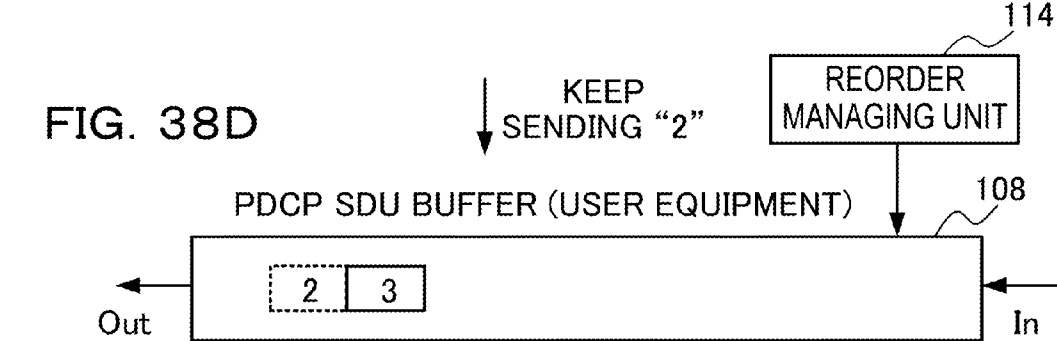 114
REORDER
MANAGING UNIT
FIG. 38D
KEEP
SENDING “2”
PDCP SDU BUFFER (USER EQUIPMENT)
108
2 3
Out
In